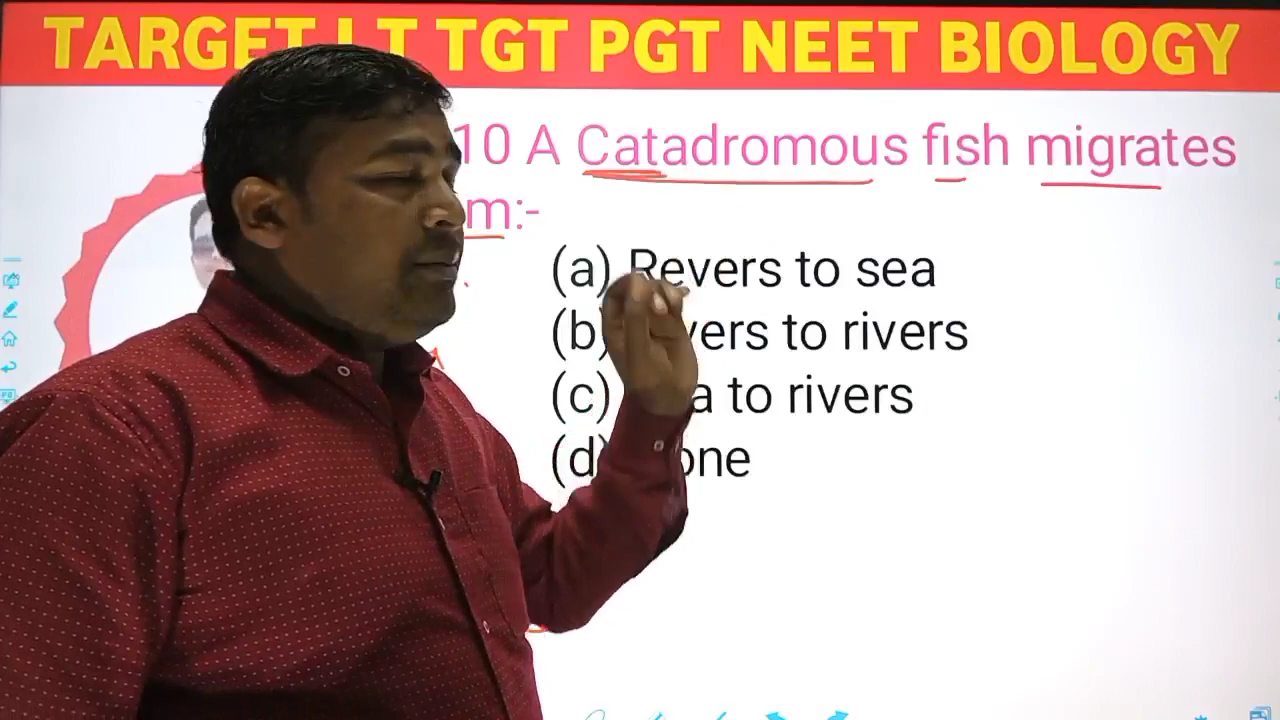 TARGET LT TGT PGT NEET BIOLOGY
10 A Catadromous fish migrates
m:-
(a) Revers to sea
(b) vers to rivers
(c) a to rivers
(d) one